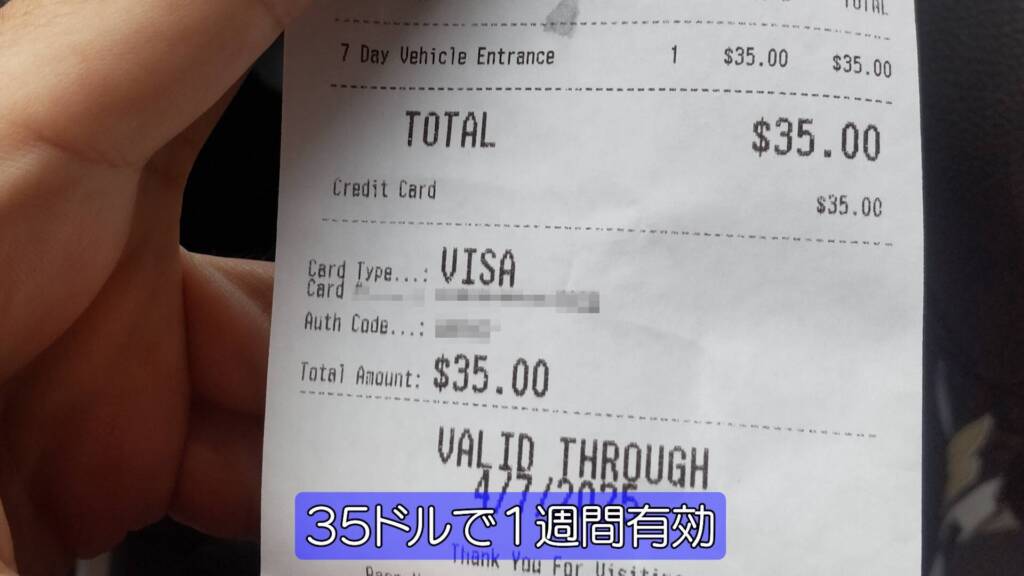 TOTAL
7 Day Vehicle Entrance 1 $35.00 $35.00
TOTAL $35.00
Credit Card $35.00
Card Type...: VISA
Card
Auth Code...:
Total Amount: $35.00
VALID THROUGH
4/7/2025
35ドルで1週間有効
Thank You For